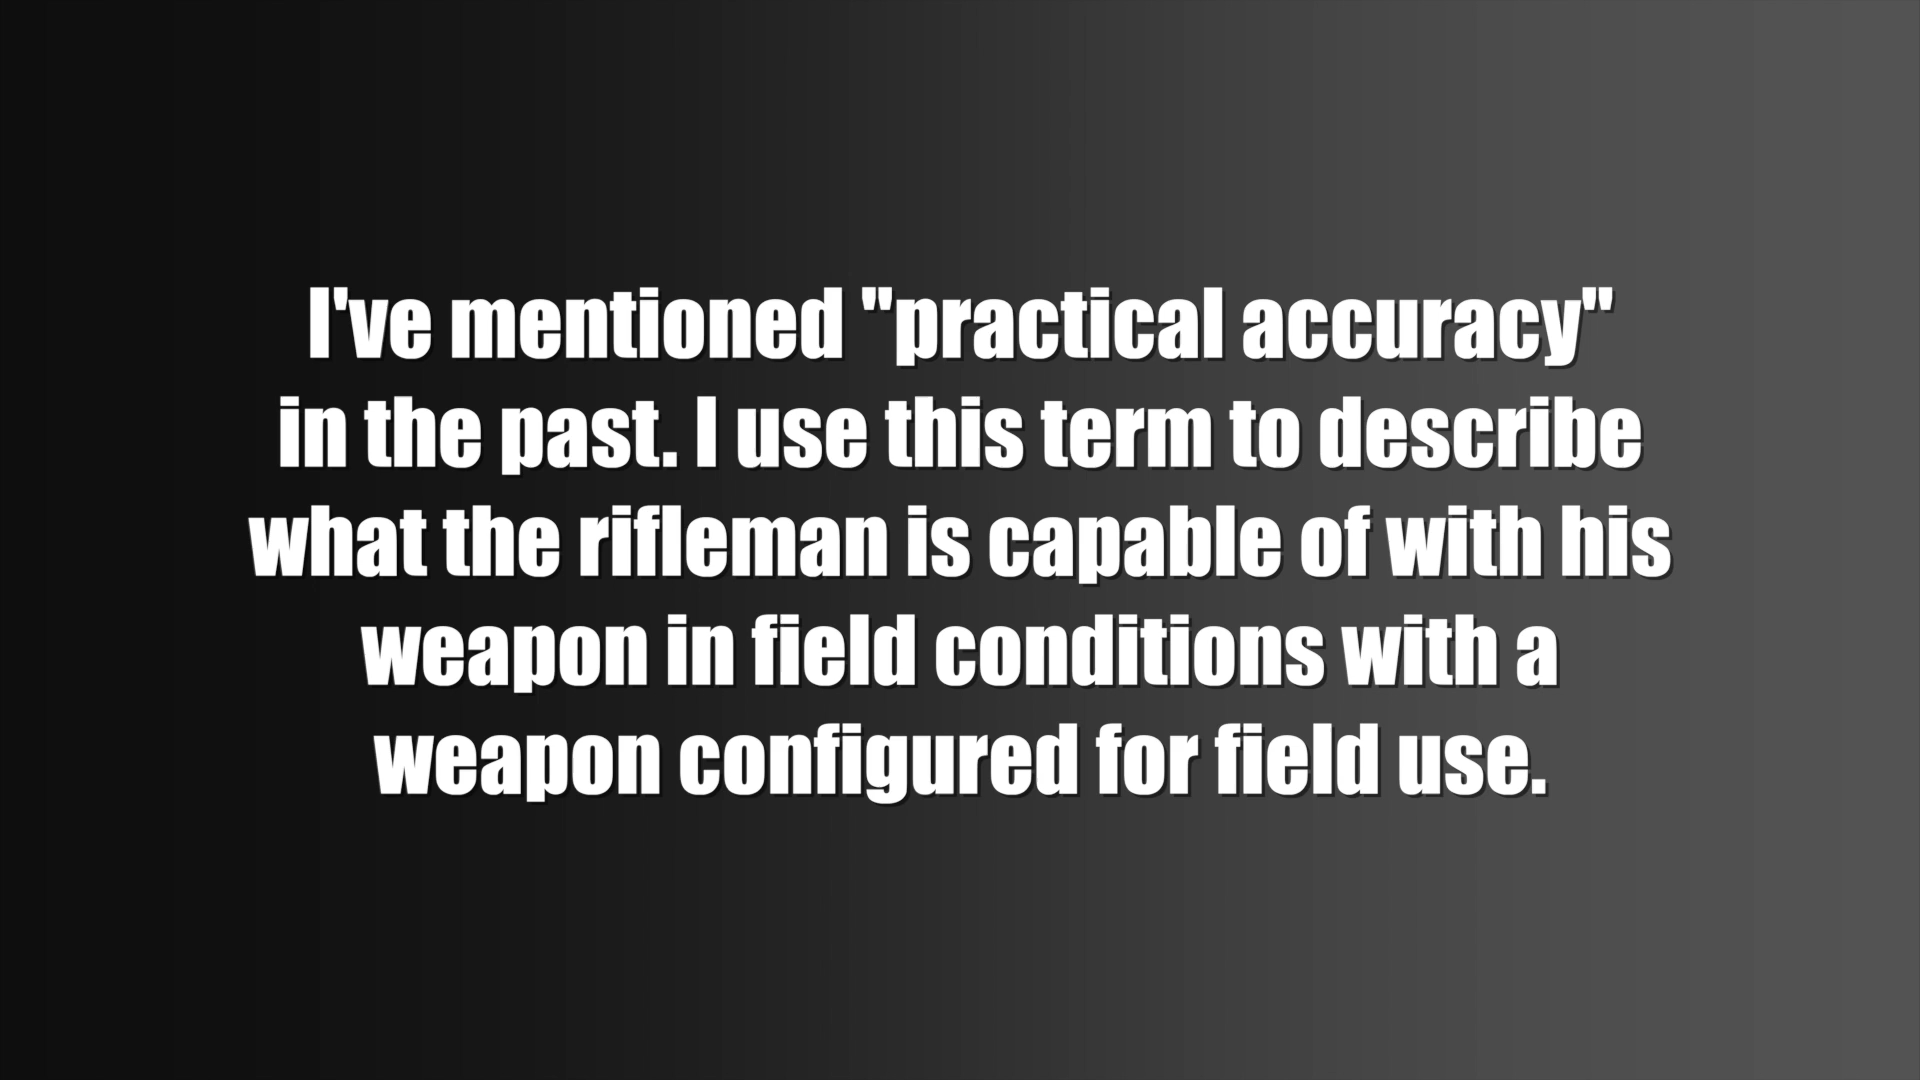 I've mentioned "practical accuracy"
in the past. I use this term to describe
what the rifleman is capable of with his
weapon in field conditions with a
weapon configured for field use.